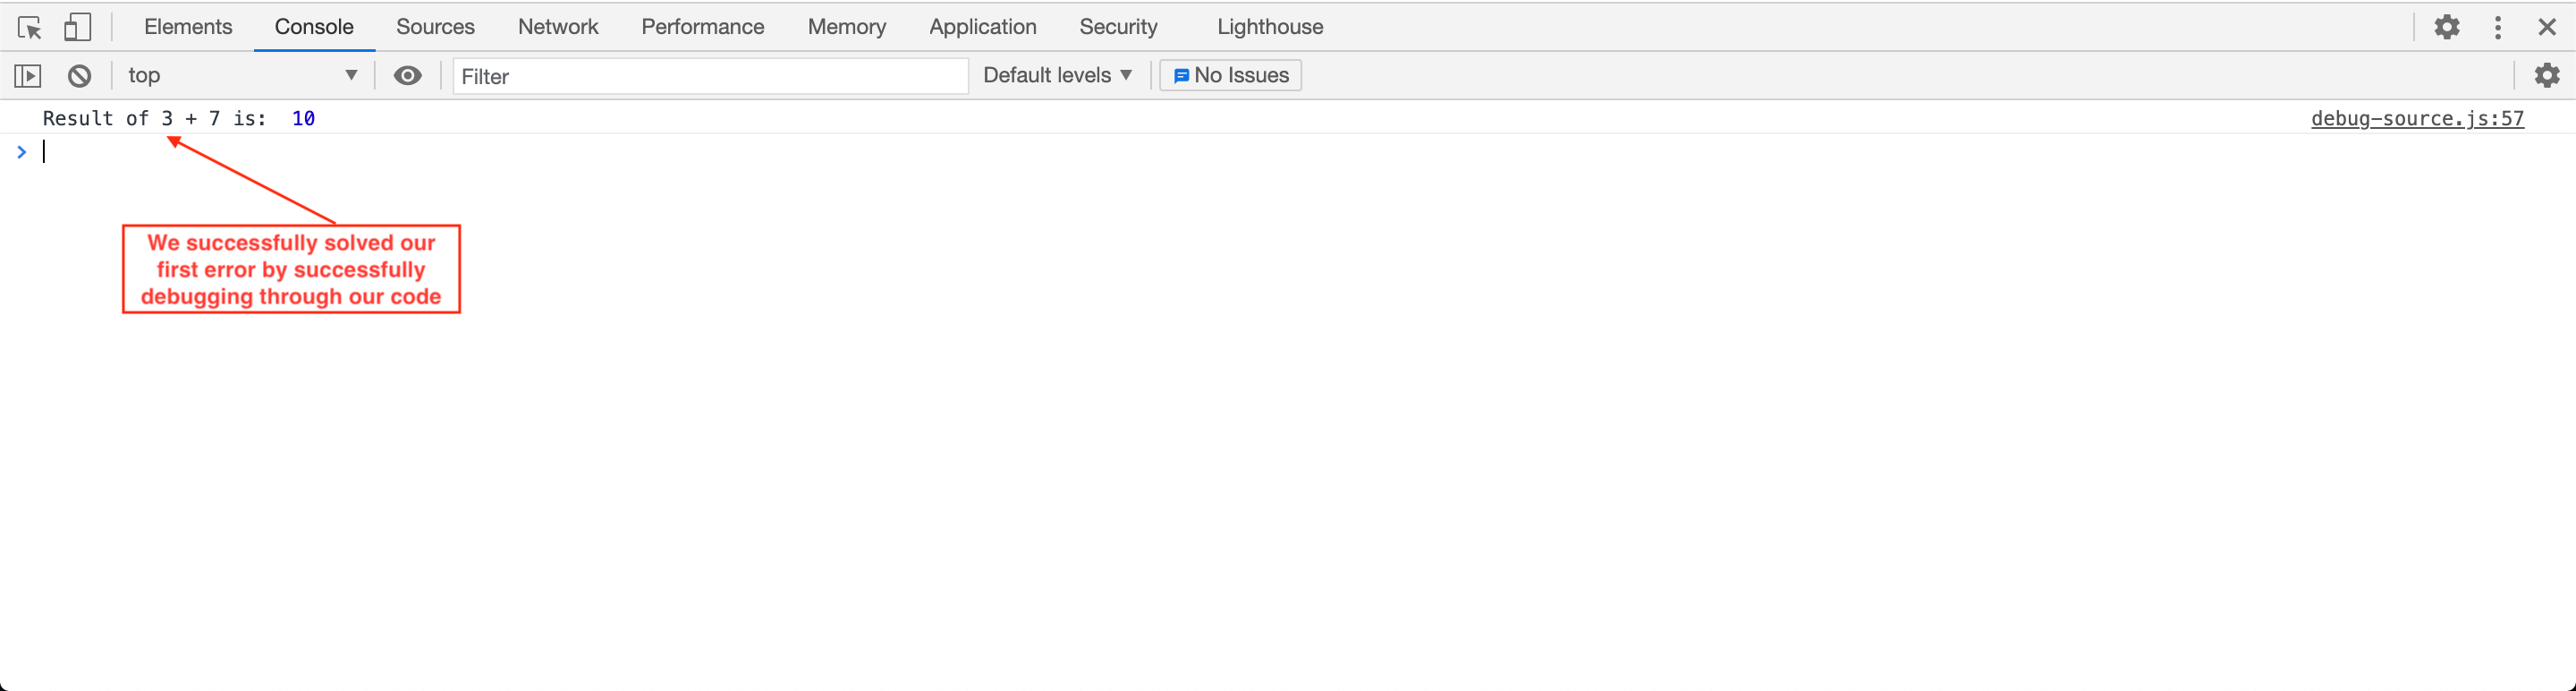 Elements Console Sources Network Performance Memory Application Security Lighthouse
top Filter Default levels No Issues
Result of 3 + 7 is:  10 debug-source.js:57
We successfully solved our
first error by successfully
debugging through our code